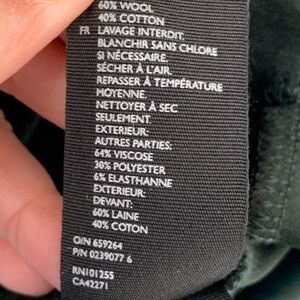 60% WOOL
40% COTTON
FR LAVAGE INTERDIT.
BLANCHIR SANS CHLORE
SI NÉCESSAIRE.
SÉCHER À L'AIR.
REPASSER À TEMPÉRATURE
MOYENNE.
NETTOYER À SEC
SEULEMENT.
EXTERIEUR:
AUTRES PARTIES:
64% VISCOSE
30% POLYESTER
6% ELASTHANNE
EXTERIEUR:
DEVANT:
60% LAINE
40% COTON
O/N 659264
P/N 0239077 6
RN101255
CA42271